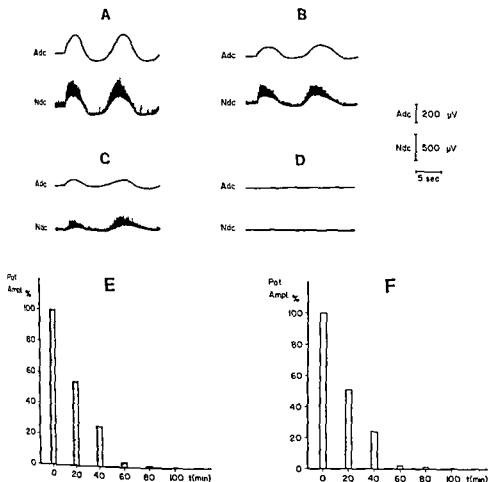 A
B
Adc
Ndc
Adc
Ndc
Adc 200 µV
Ndc 500 µV
5 sec
C
D
Adc
Ndc
Adc
Ndc
E
F
Pot
Ampl. %
100
80
60
40
20
0
0 20 40 60 80 100 t(min)
Pot
Ampl. %
100
80
60
40
20
0
0 20 40 60 80 100 t(min)